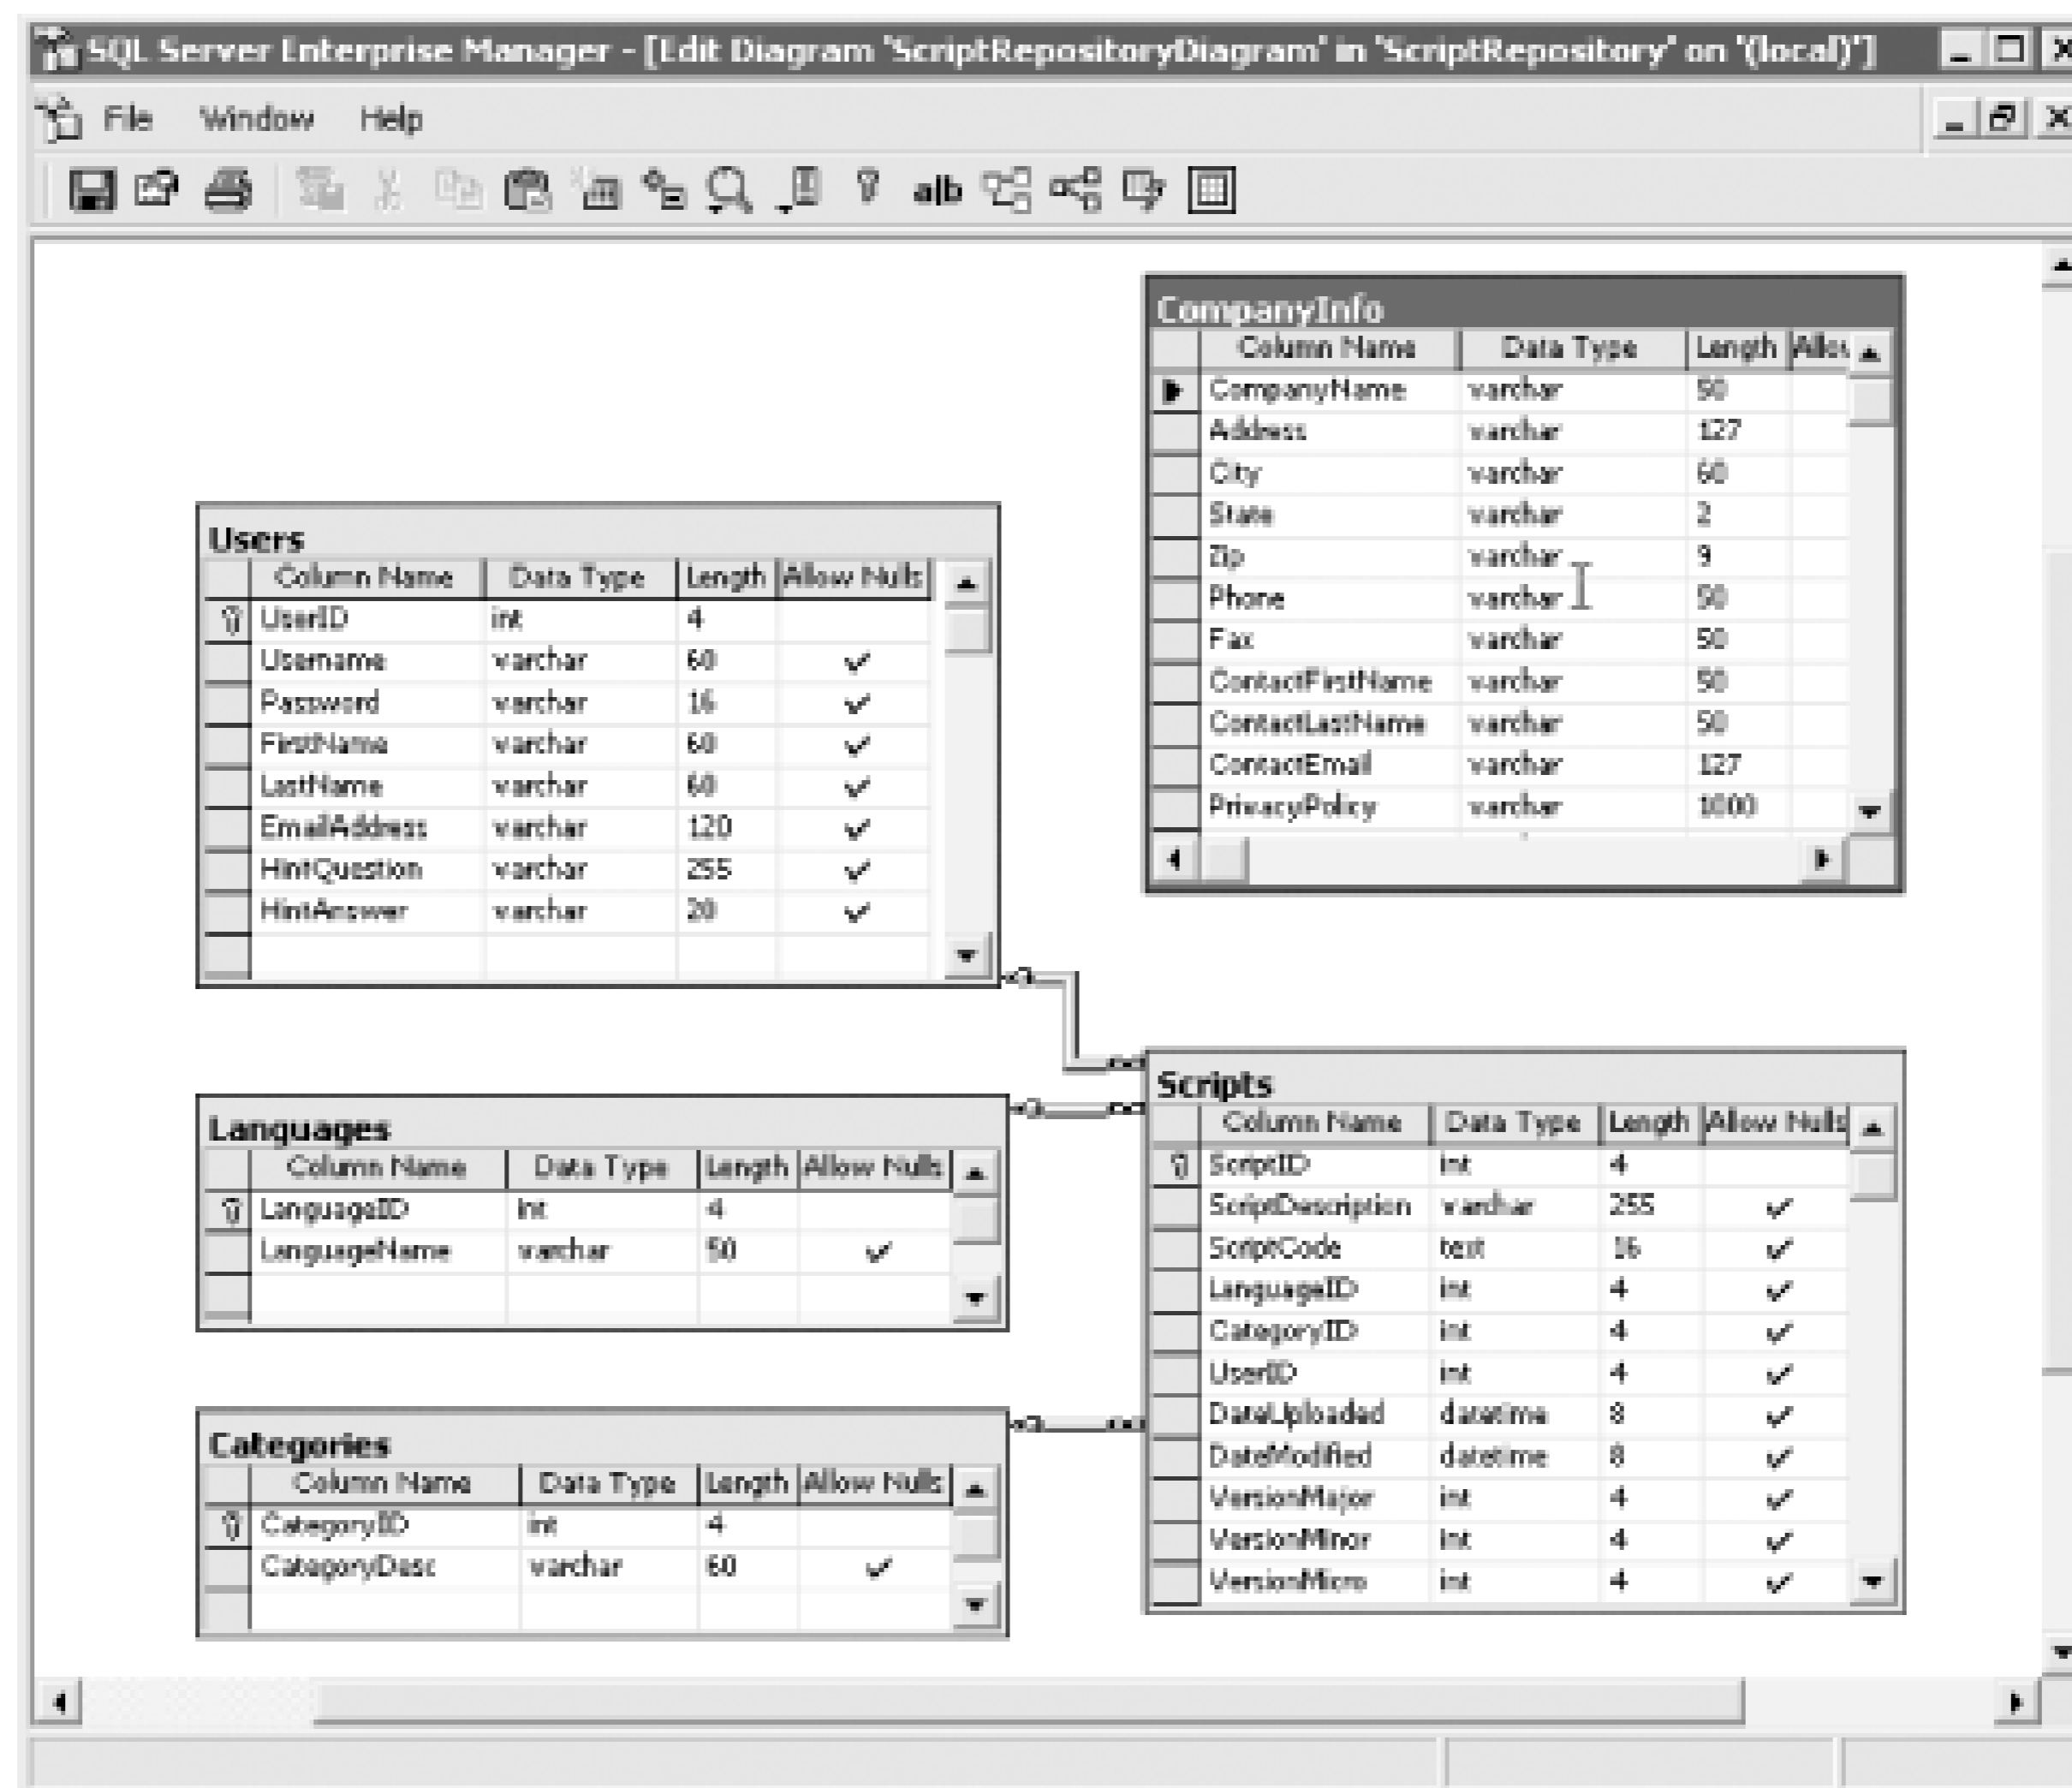 SQL Server Enterprise Manager - [Edit Diagram 'ScriptRepositoryDiagram' in 'ScriptRepository' on '(local)']
File Window Help
a|b
CompanyInfo
Column Name Data Type Length Allow
CompanyName varchar 50
Address varchar 127
City varchar 60
State varchar 2
Zip varchar 9
Phone varchar 50
Fax varchar 50
ContactFirstName varchar 50
ContactLastName varchar 50
ContactEmail varchar 127
PrivacyPolicy varchar 1000
Users
Column Name Data Type Length Allow Nulls
UserID int 4
Username varchar 60
Password varchar 16
FirstName varchar 60
LastName varchar 60
EmailAddress varchar 120
HintQuestion varchar 255
HintAnswer varchar 20
Languages
Column Name Data Type Length Allow Nulls
LanguageID int 4
LanguageName varchar 50
Categories
Column Name Data Type Length Allow Nulls
CategoryID int 4
CategoryDesc varchar 60
Scripts
Column Name Data Type Length Allow Nulls
ScriptID int 4
ScriptDescription varchar 255
ScriptCode text 16
LanguageID int 4
CategoryID int 4
UserID int 4
DateUploaded datetime 8
DateModified datetime 8
VersionMajor int 4
VersionMinor int 4
VersionMicro int 4